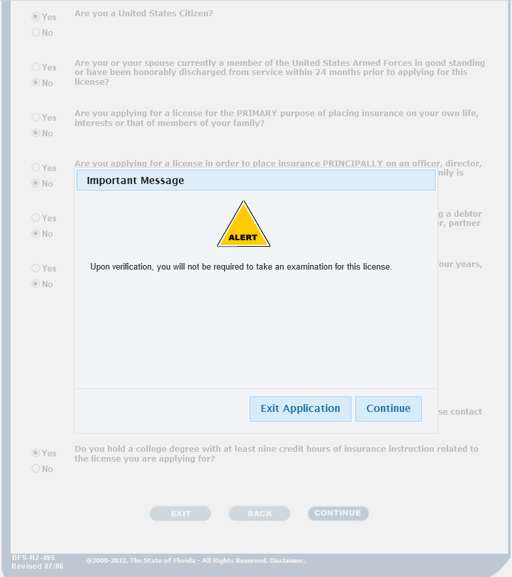 Yes
Are you a United States Citizen?
No
Yes
Are you or your spouse currently a member of the United States Armed Forces in good standing
or have been honorably discharged from service within 24 months prior to applying for this
No
license?
Yes
Are you applying for a license for the PRIMARY purpose of placing insurance on your own life,
interests or that of members of your family?
No
Yes
Are you applying for a license in order to place insurance PRINCIPALLY on an officer, director,
mily is
No
Important Message
ALERT
Upon verification, you will not be required to take an examination for this license.
Yes
g a debtor
r, partner
No
Yes
our years,
No
Exit Application
Continue
se contact
Yes
Do you hold a college degree with at least nine credit hours of insurance instruction related to
the license you are applying for?
No
EXIT
BACK
CONTINUE
DFS-H2-495
Revised 07/06
©2000-2022, The State of Florida - All Rights Reserved. Disclaimer.